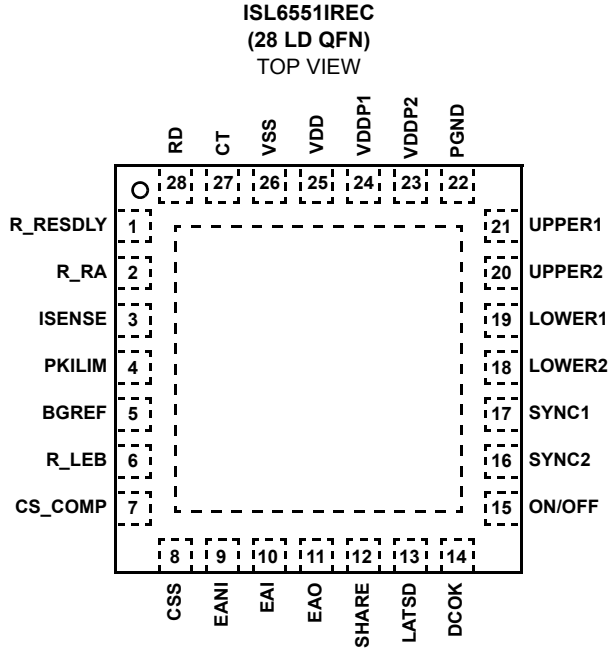 ISL6551IREC
(28 LD QFN)
TOP VIEW
RD
CT
VSS
VDD
VDDP1
VDDP2
PGND
28 27 26 25 24 23 22
R_RESDLY 1 21 UPPER1
R_RA 2 20 UPPER2
ISENSE 3 19 LOWER1
PKILIM 4 18 LOWER2
BGREF 5 17 SYNC1
R_LEB 6 16 SYNC2
CS_COMP 7 15 ON/OFF
8 9 10 11 12 13 14
CSS
EANI
EAI
EAO
SHARE
LATSD
DCOK